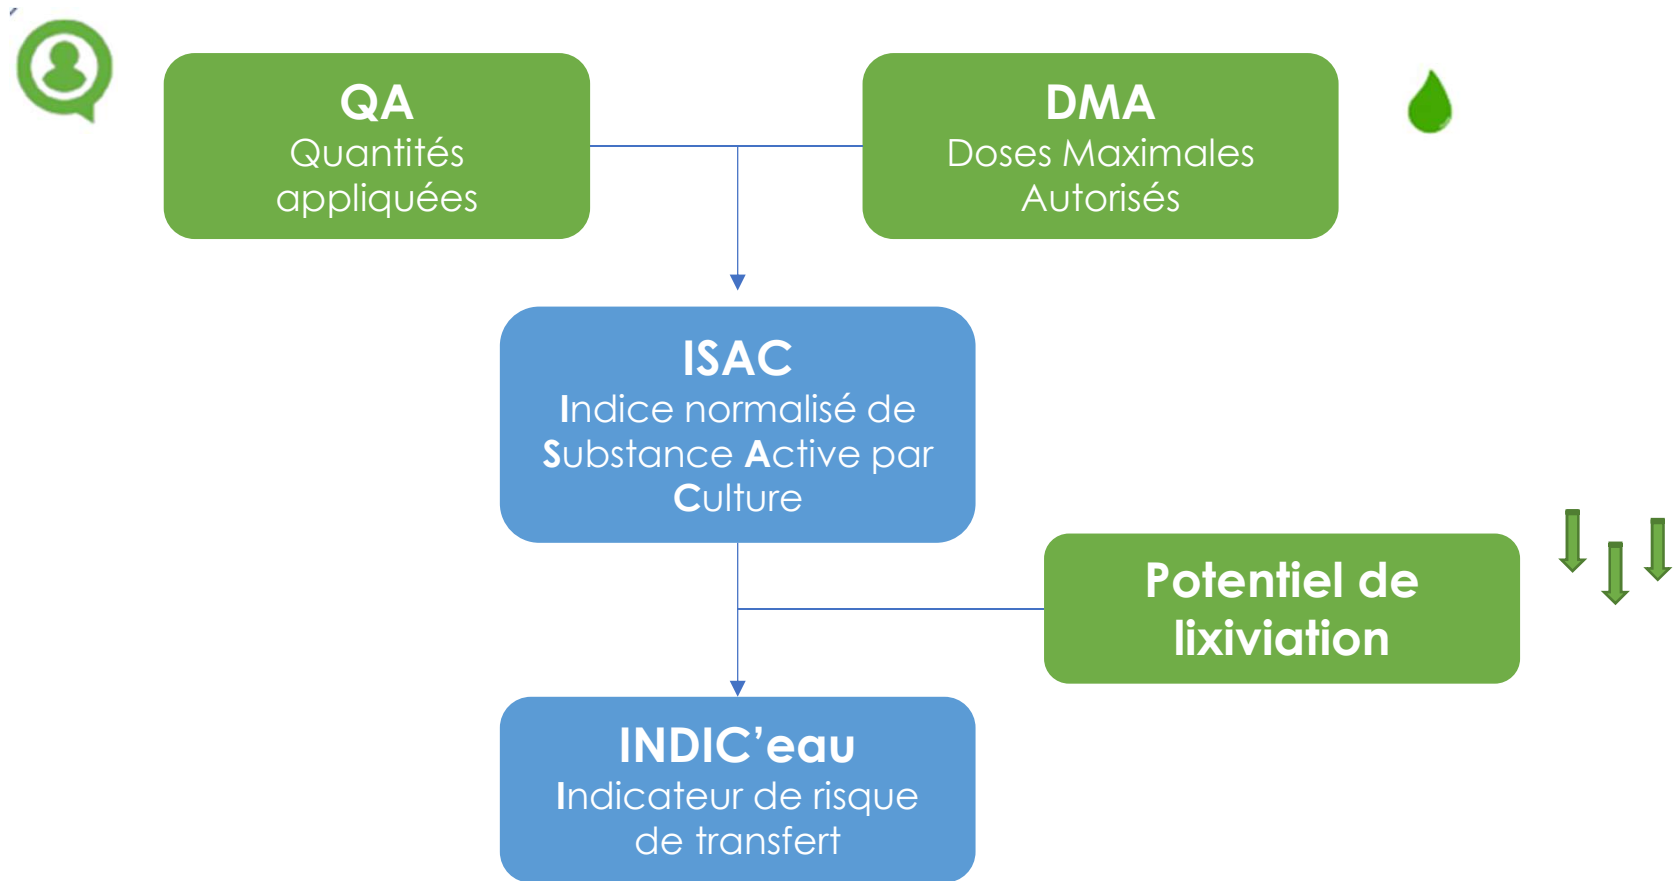 QA
Quantités
appliquées
DMA
Doses Maximales
Autorisés
ISAC
Indice normalisé de
Substance Active par
Culture
Potentiel de
lixiviation
INDIC’eau
Indicateur de risque
de transfert